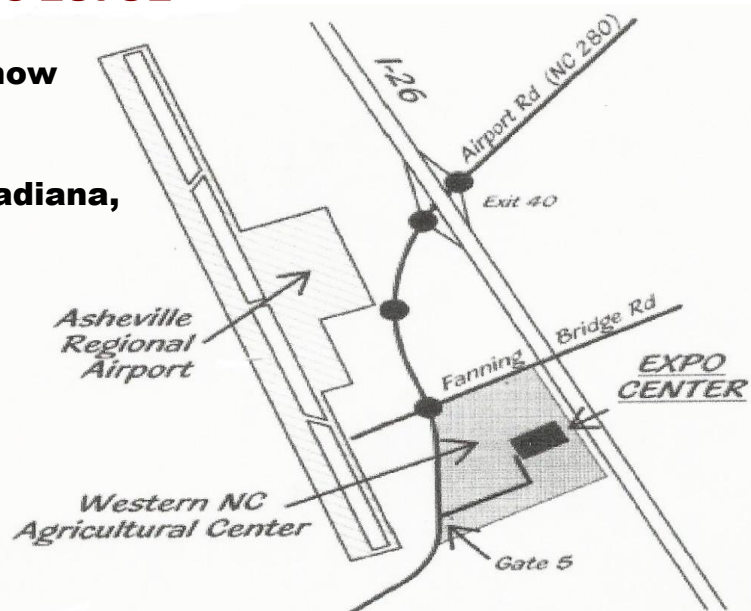 now
adiana,
I-26
Airport Rd (NC 280)
Exit 40
Asheville
Regional
Airport
Fanning Bridge Rd
EXPO
CENTER
Western NC
Agricultural Center
Gate 5